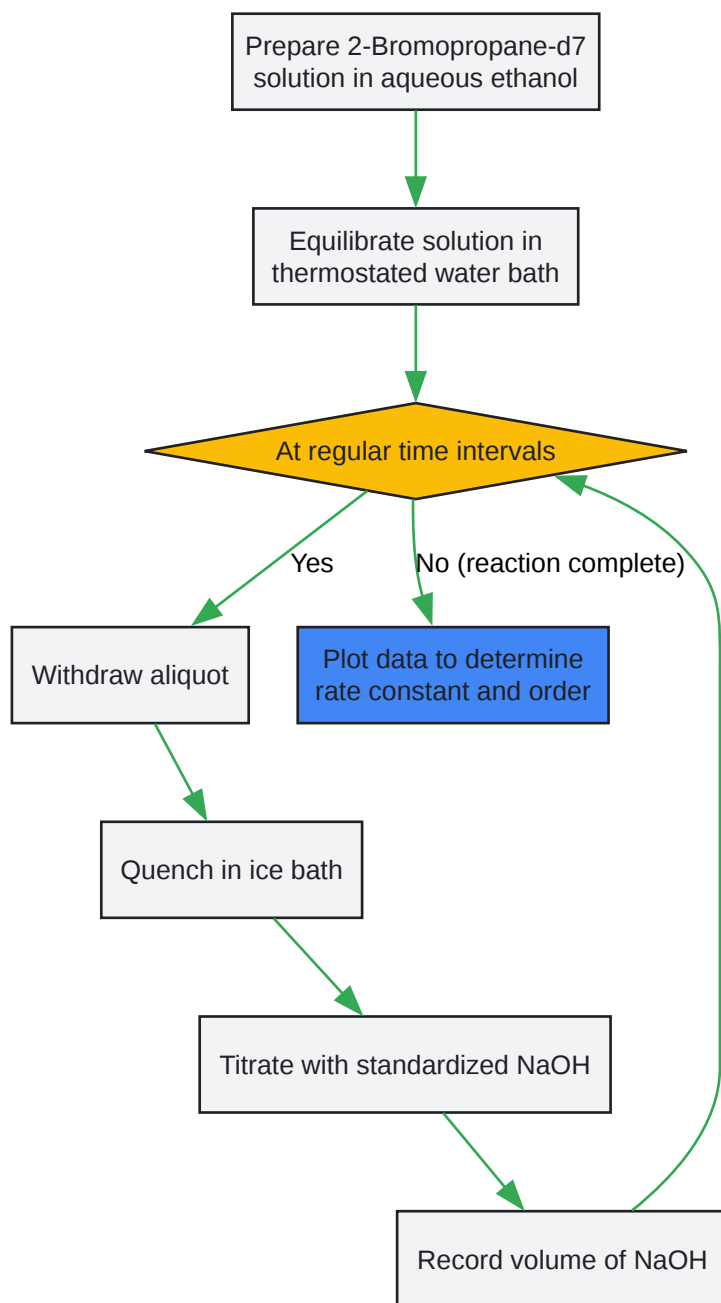 Prepare 2-Bromopropane-d7
solution in aqueous ethanol
Equilibrate solution in
thermostated water bath
At regular time intervals
Yes
No (reaction complete)
Withdraw aliquot
Plot data to determine
rate constant and order
Quench in ice bath
Titrate with standardized NaOH
Record volume of NaOH